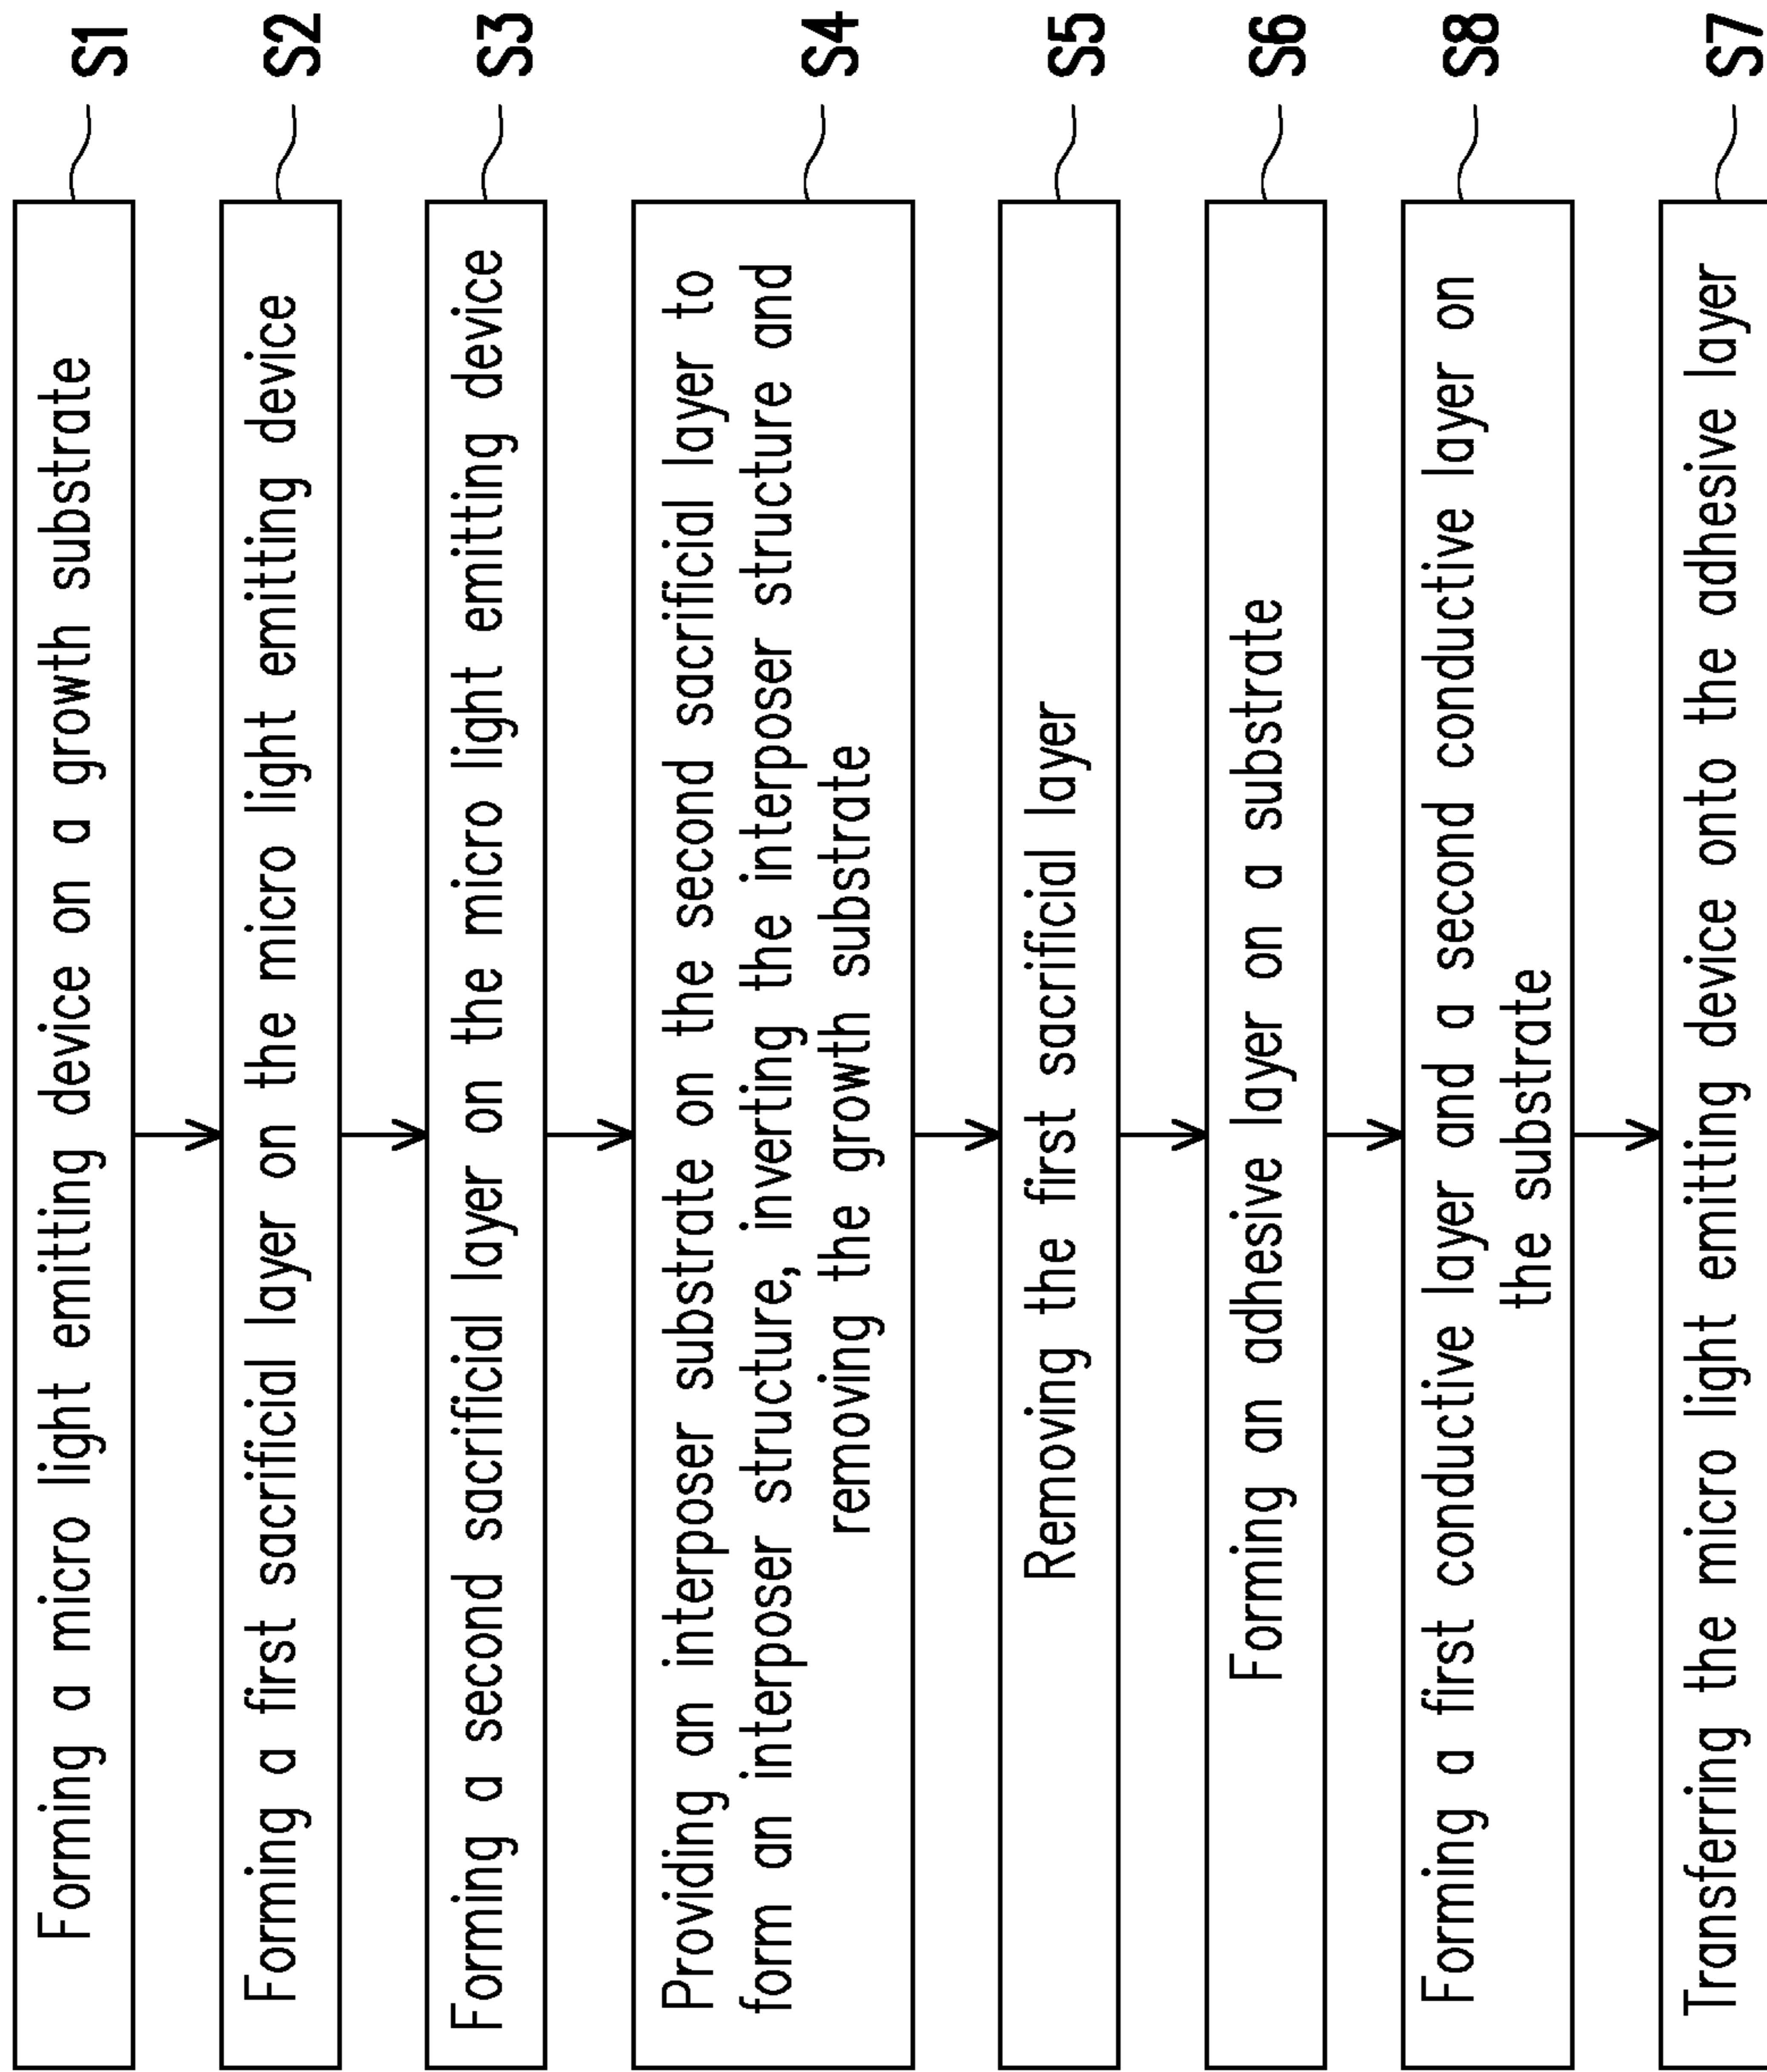 Forming a micro light emitting device on a growth substrate S1
Forming a first sacrificial layer on the micro light emitting device S2
Forming a second sacrificial layer on the micro light emitting device S3
Providing an interposer substrate on the second sacrificial layer to
form an interposer structure, inverting the interposer structure and
removing the growth substrate
S4
Removing the first sacrificial layer S5
Forming an adhesive layer on a substrate S6
Forming a first conductive layer and a second conductive layer on
the substrate
S8
Transferring the micro light emitting device onto the adhesive layer S7